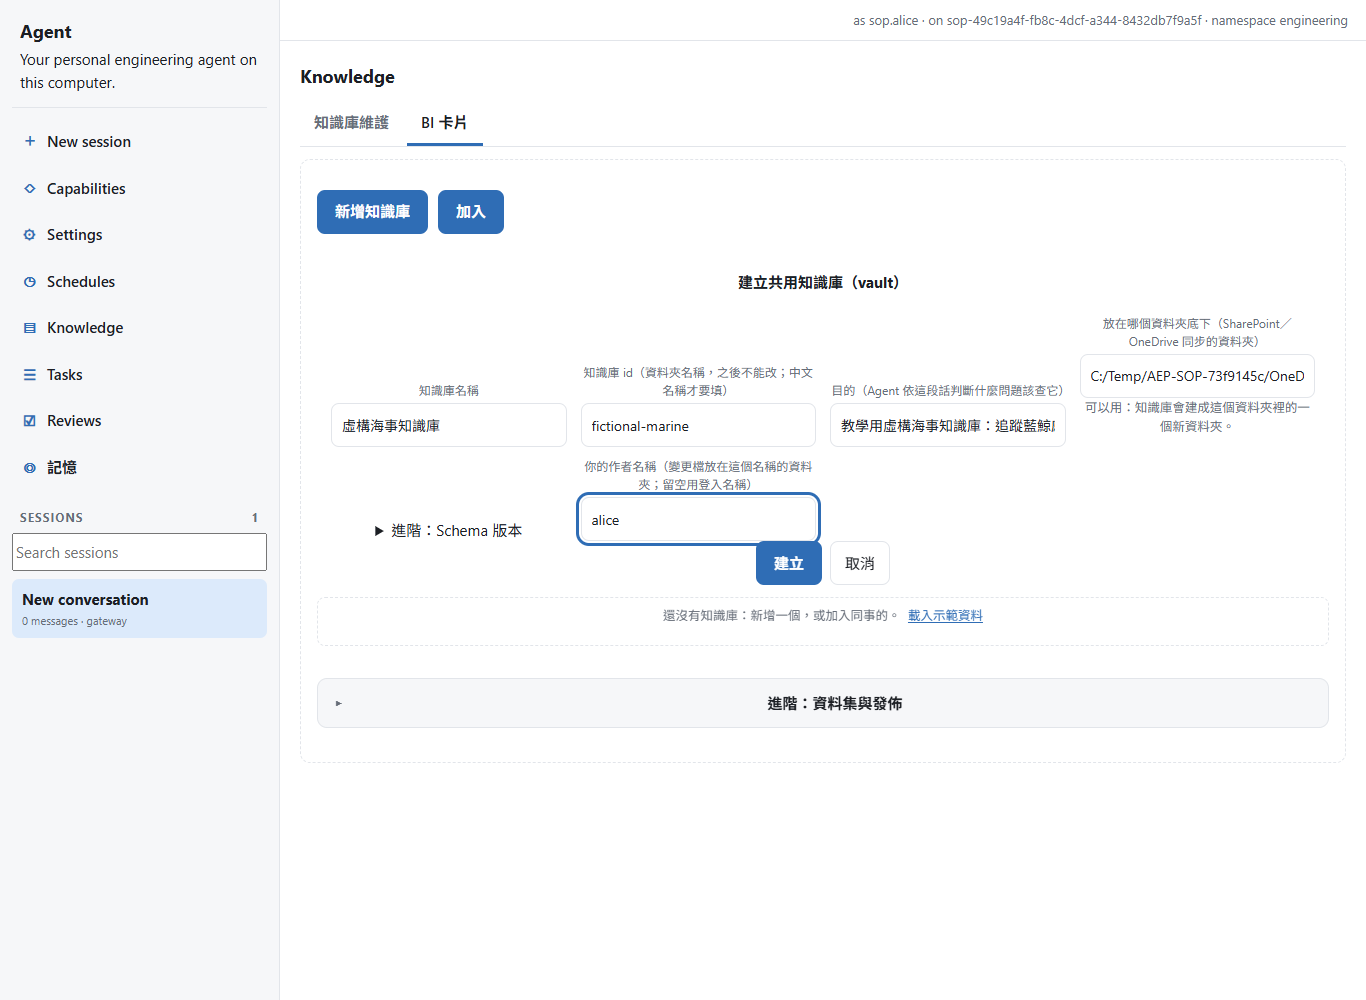 Agent
Your personal engineering agent on
this computer.
New session
Capabilities
Settings
Schedules
Knowledge
Tasks
Reviews
記憶
SESSIONS 1
Search sessions
New conversation
0 messages · gateway
as sop.alice · on sop-49c19a4f-fb8c-4dcf-a344-8432db7f9a5f · namespace engineering
Knowledge
知識庫維護 BI 卡片
新增知識庫 加入
建立共用知識庫（vault）
知識庫名稱
虛構海事知識庫
知識庫 id（資料夾名稱，之後不能改；中文
名稱才要填）
fictional-marine
目的（Agent 依這段話判斷什麼問題該查它）
教學用虛構海事知識庫：追蹤藍鯨
放在哪個資料夾底下（SharePoint／
OneDrive 同步的資料夾）
C:/Temp/AEP-SOP-73f9145c/OneD
可以用：知識庫會建成這個資料夾裡的一
個新資料夾。
▶ 進階：Schema 版本
你的作者名稱（變更檔放在這個名稱的資料
夾；留空用登入名稱）
alice
建立 取消
還沒有知識庫：新增一個，或加入同事的。 載入示範資料
進階：資料集與發佈